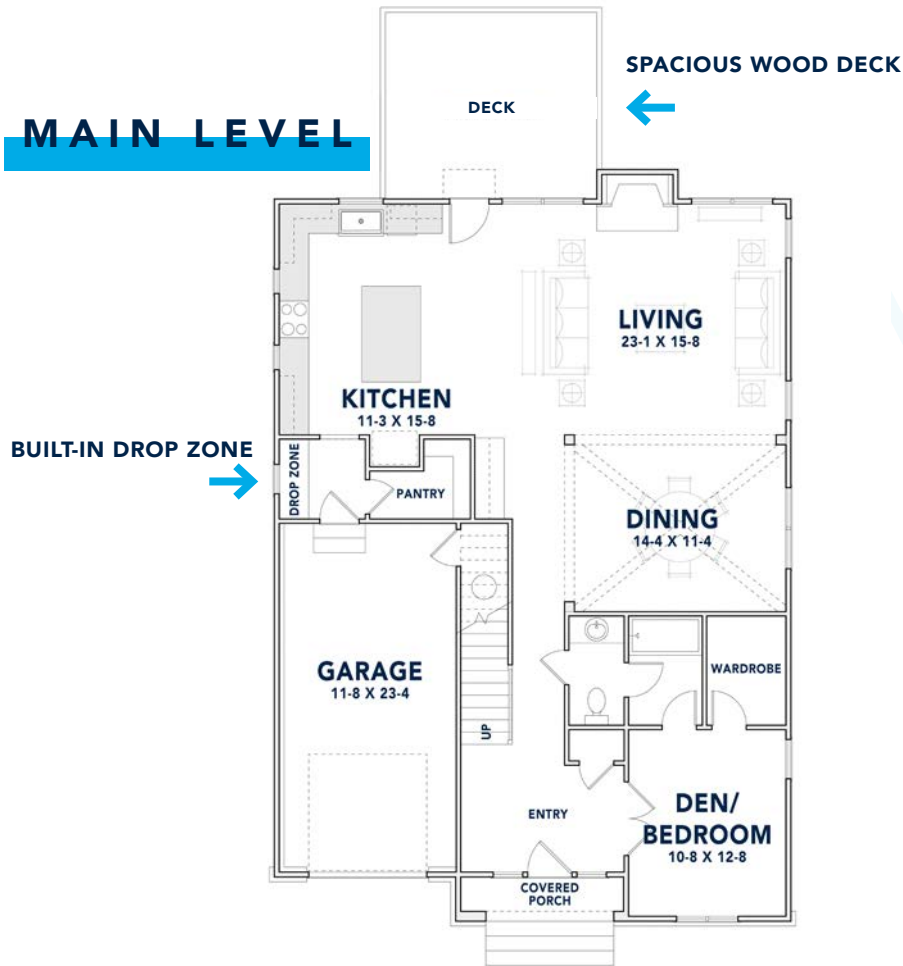 SPACIOUS WOOD DECK
DECK
MAIN LEVEL
LIVING
23-1 X 15-8
KITCHEN
11-3 X 15-8
BUILT-IN DROP ZONE
DROP ZONE
PANTRY
DINING
14-4 X 11-4
GARAGE
11-8 X 23-4
WARDROBE
UP
DEN/
BEDROOM
10-8 X 12-8
ENTRY
COVERED
PORCH